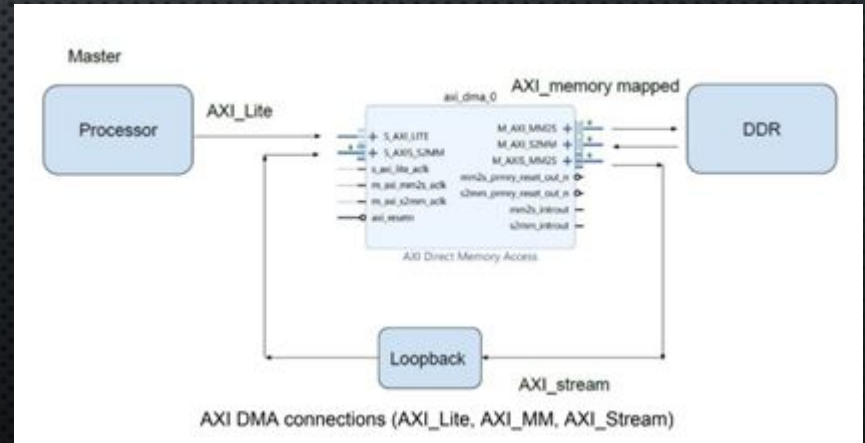 Master
Processor
AXI_Lite
axi_dma_0
AXI_memory mapped
DDR
S_AXI_LITE
S_AXIS_S2MM
s_axi_lite_aclk
m_axi_mm2s_aclk
m_axi_s2mm_aclk
axi_resetn
M_AXI_MM2S
M_AXI_S2MM
M_AXIS_MM2S
mm2s_prmry_reset_out_n
s2mm_prmry_reset_out_n
mm2s_introut
s2mm_introut
AXI Direct Memory Access
Loopback
AXI_stream
AXI DMA connections (AXI_Lite, AXI_MM, AXI_Stream)